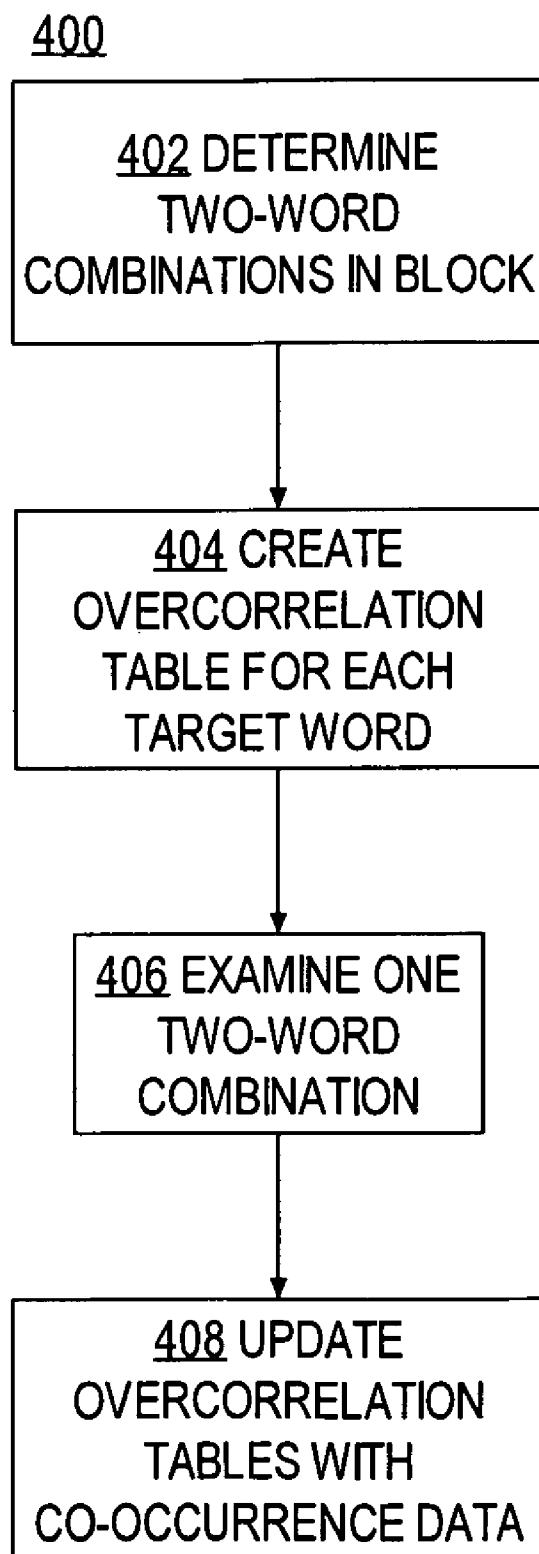 400
402 DETERMINE
TWO-WORD
COMBINATIONS IN BLOCK
404 CREATE
OVERCORRELATION
TABLE FOR EACH
TARGET WORD
406 EXAMINE ONE
TWO-WORD
COMBINATION
408 UPDATE
OVERCORRELATION
TABLES WITH
CO-OCCURRENCE DATA